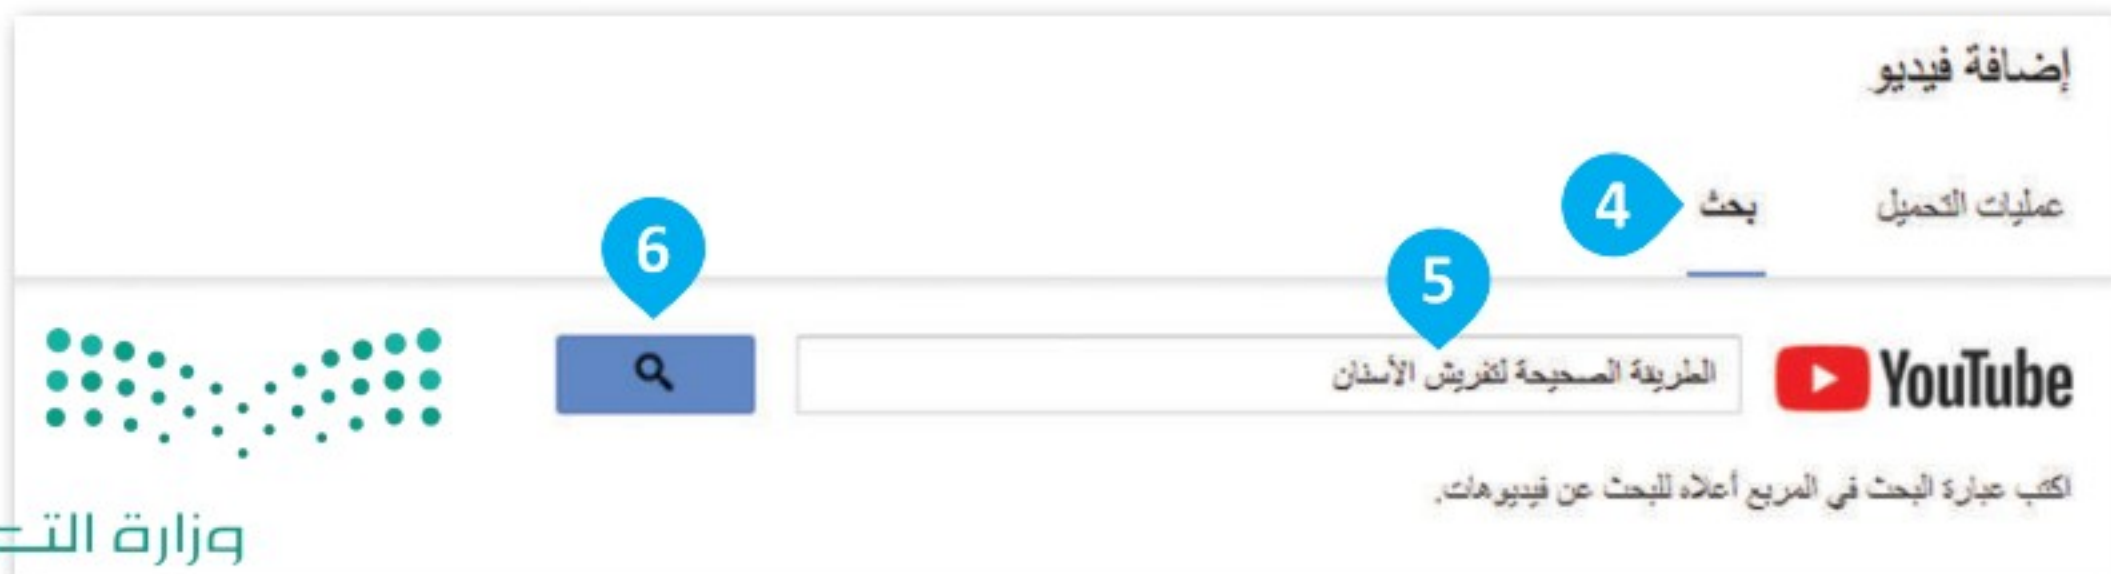 إضافة فيديو
عمليات التحميل بحث 4
6 5
YouTube الطريقة الصحيحة لتفريش الأسنان
اكتب عبارة البحث في المربع أعلاه للبحث عن فيديوهات.
وزارة التـ